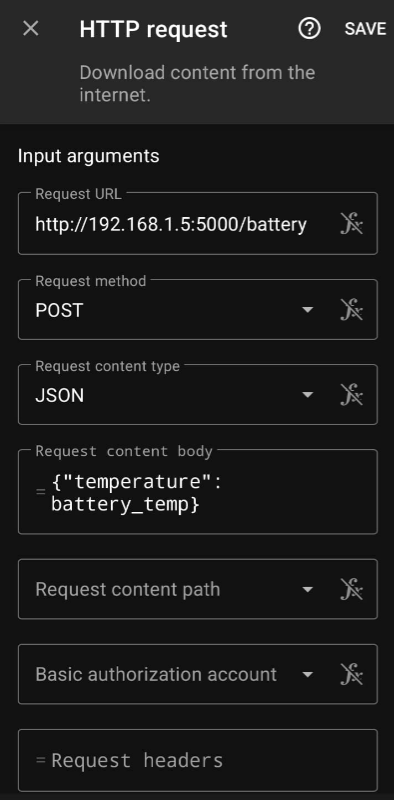 HTTP request
SAVE
Download content from the
internet.
Input arguments
Request URL
http://192.168.1.5:5000/battery
Request method
POST
Request content type
JSON
Request content body
= {"temperature":
battery_temp}
Request content path
Basic authorization account
= Request headers